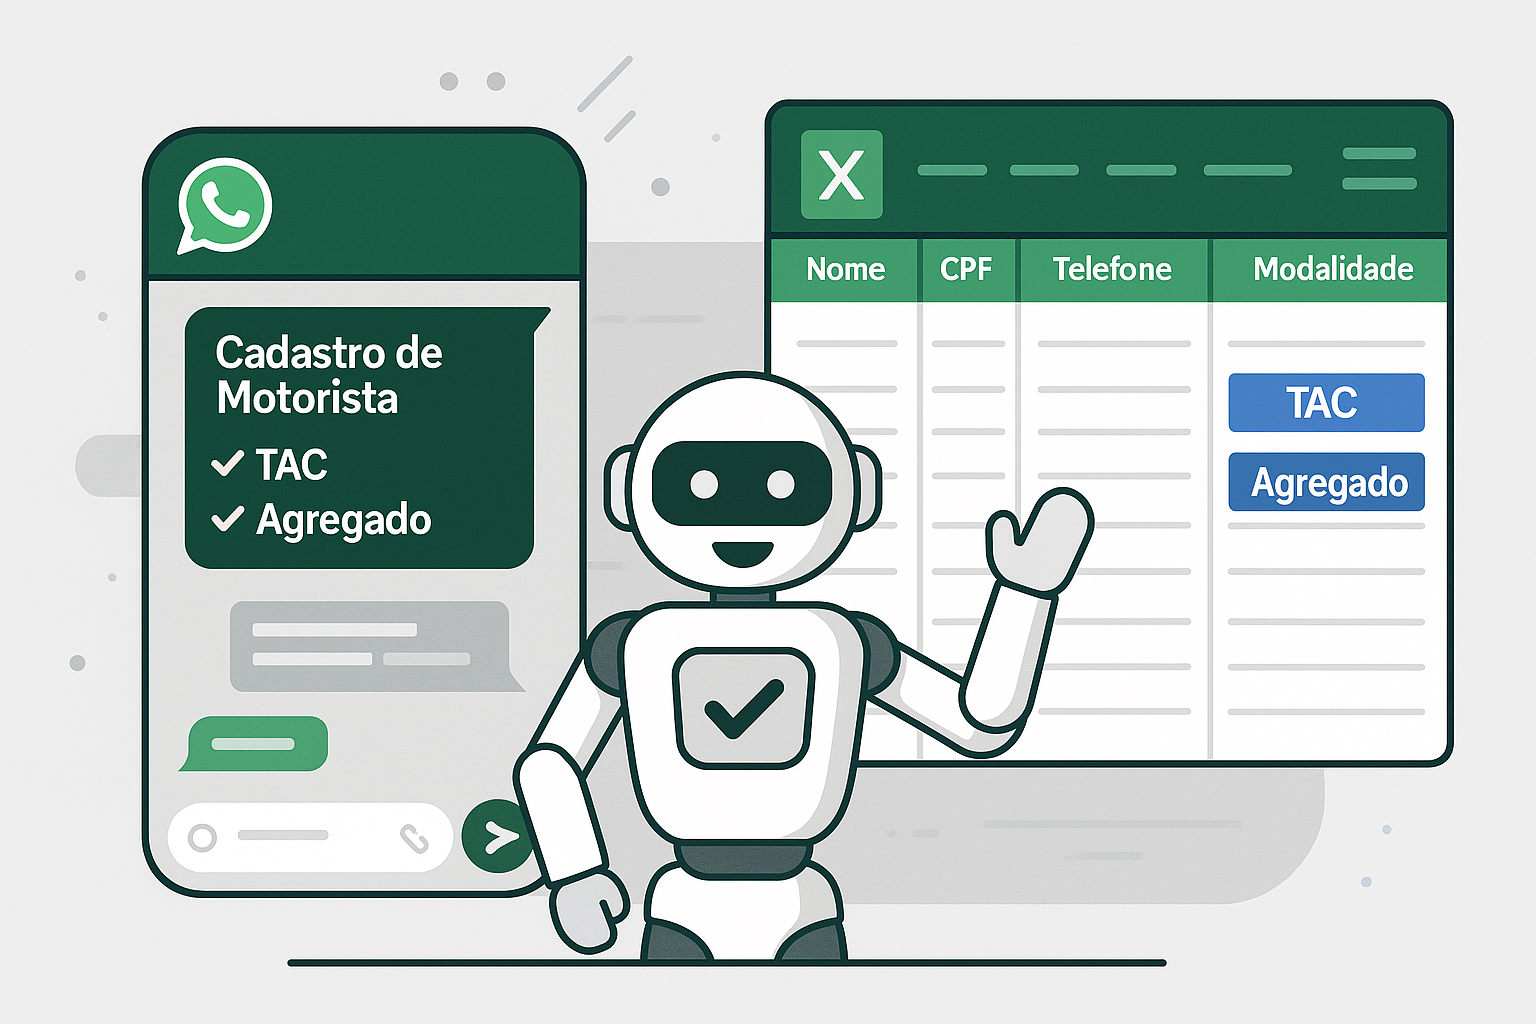 Cadastro de
Motorista
TAC
Agregado
X
Nome CPF Telefone Modalidade
TAC
Agregado